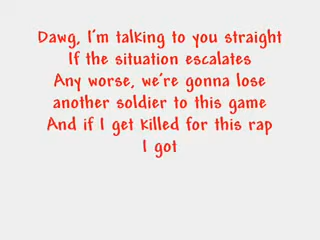 Dawg, I'm talking to you straight
If the situation escalates
Any worse, we're gonna lose
another soldier to this game
And if I get killed for this rap
I got